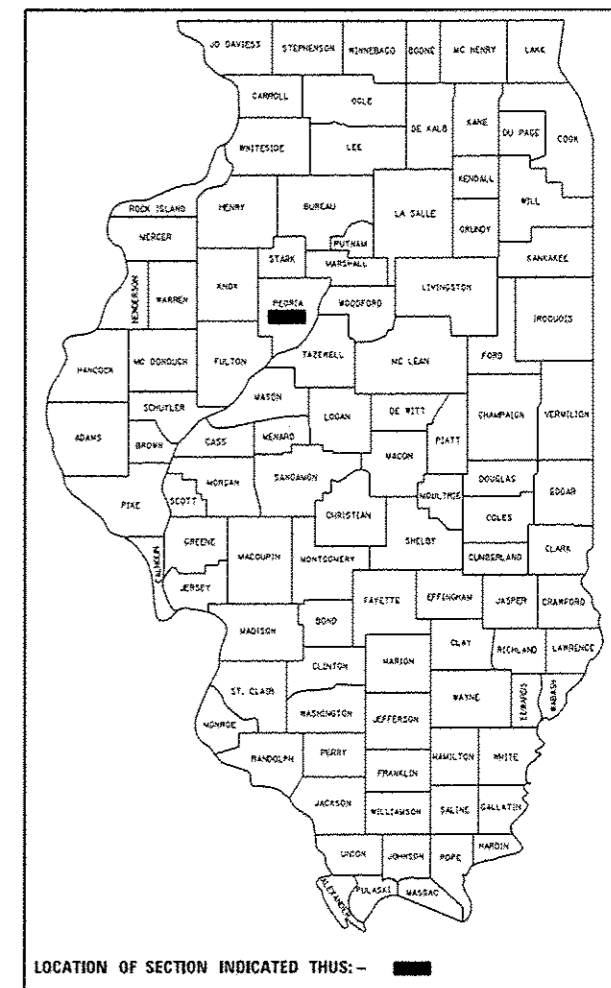 JO DAVIESS STEPHENSON WINNEBAGO BOONE MC HENRY LAKE
CARROLL OGLE DE KALB KANE DU PAGE COOK
WHITESIDE LEE
KENDALL WILL
ROCK ISLAND HENRY BUREAU LA SALLE GRUNDY
MERCER PUTNAM
STARK MARSHALL KANKAKEE
HENDERSON WARREN KNOX PEORIA WOODFORD LIVINGSTON IROQUOIS
HANCOCK MC DONOUGH FULTON TAZEWELL MC LEAN FORD
SCHUYLER MASON LOGAN DE WITT CHAMPAIGN VERMILION
ADAMS BROWN CASS MENARD MACON PIATT
PIKE SCOTT MORGAN SANGAMON MOULTRIE DOUGLAS EDGAR
CHRISTIAN COLES
CALHOUN GREENE MACOUPIN MONTGOMERY SHELBY CUMBERLAND CLARK
JERSEY FAYETTE EFFINGHAM JASPER CRAWFORD
MADISON BOND CLAY RICHLAND LAWRENCE
CLINTON MARION
ST. CLAIR WAYNE EDWARDS WABASH
MONROE WASHINGTON JEFFERSON
RANDOLPH PERRY HAMILTON WHITE
FRANKLIN
JACKSON WILLIAMSON SALINE GALLATIN
UNION JOHNSON POPE HARDIN
ALEXANDER PULASKI MASSAC
LOCATION OF SECTION INDICATED THUS: –